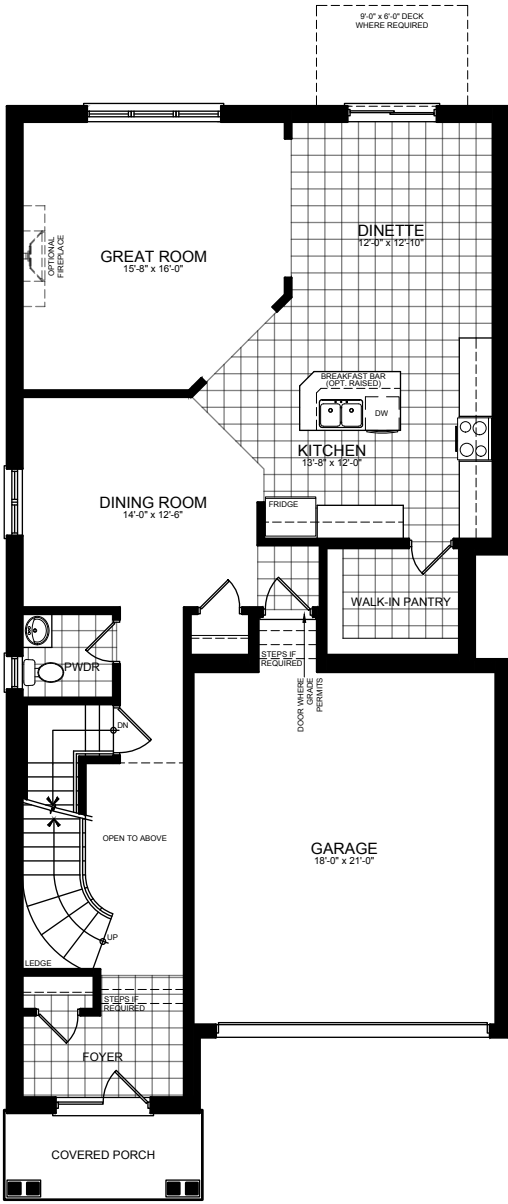 9'-0" x 6'-0" DECK
WHERE REQUIRED
DINETTE
12'-0" x 12'-10"
GREAT ROOM
15'-8" x 16'-0"
OPTIONAL
FIREPLACE
BREAKFAST BAR
(OPT. RAISED)
DW
KITCHEN
13'-8" x 12'-0"
DINING ROOM
14'-0" x 12'-6"
FRIDGE
WALK-IN PANTRY
STEPS IF
REQUIRED
DOOR WHERE
GRADE
PERMITS
PWDR
DN
OPEN TO ABOVE
GARAGE
18'-0" x 21'-0"
UP
LEDGE
STEPS IF
REQUIRED
FOYER
COVERED PORCH